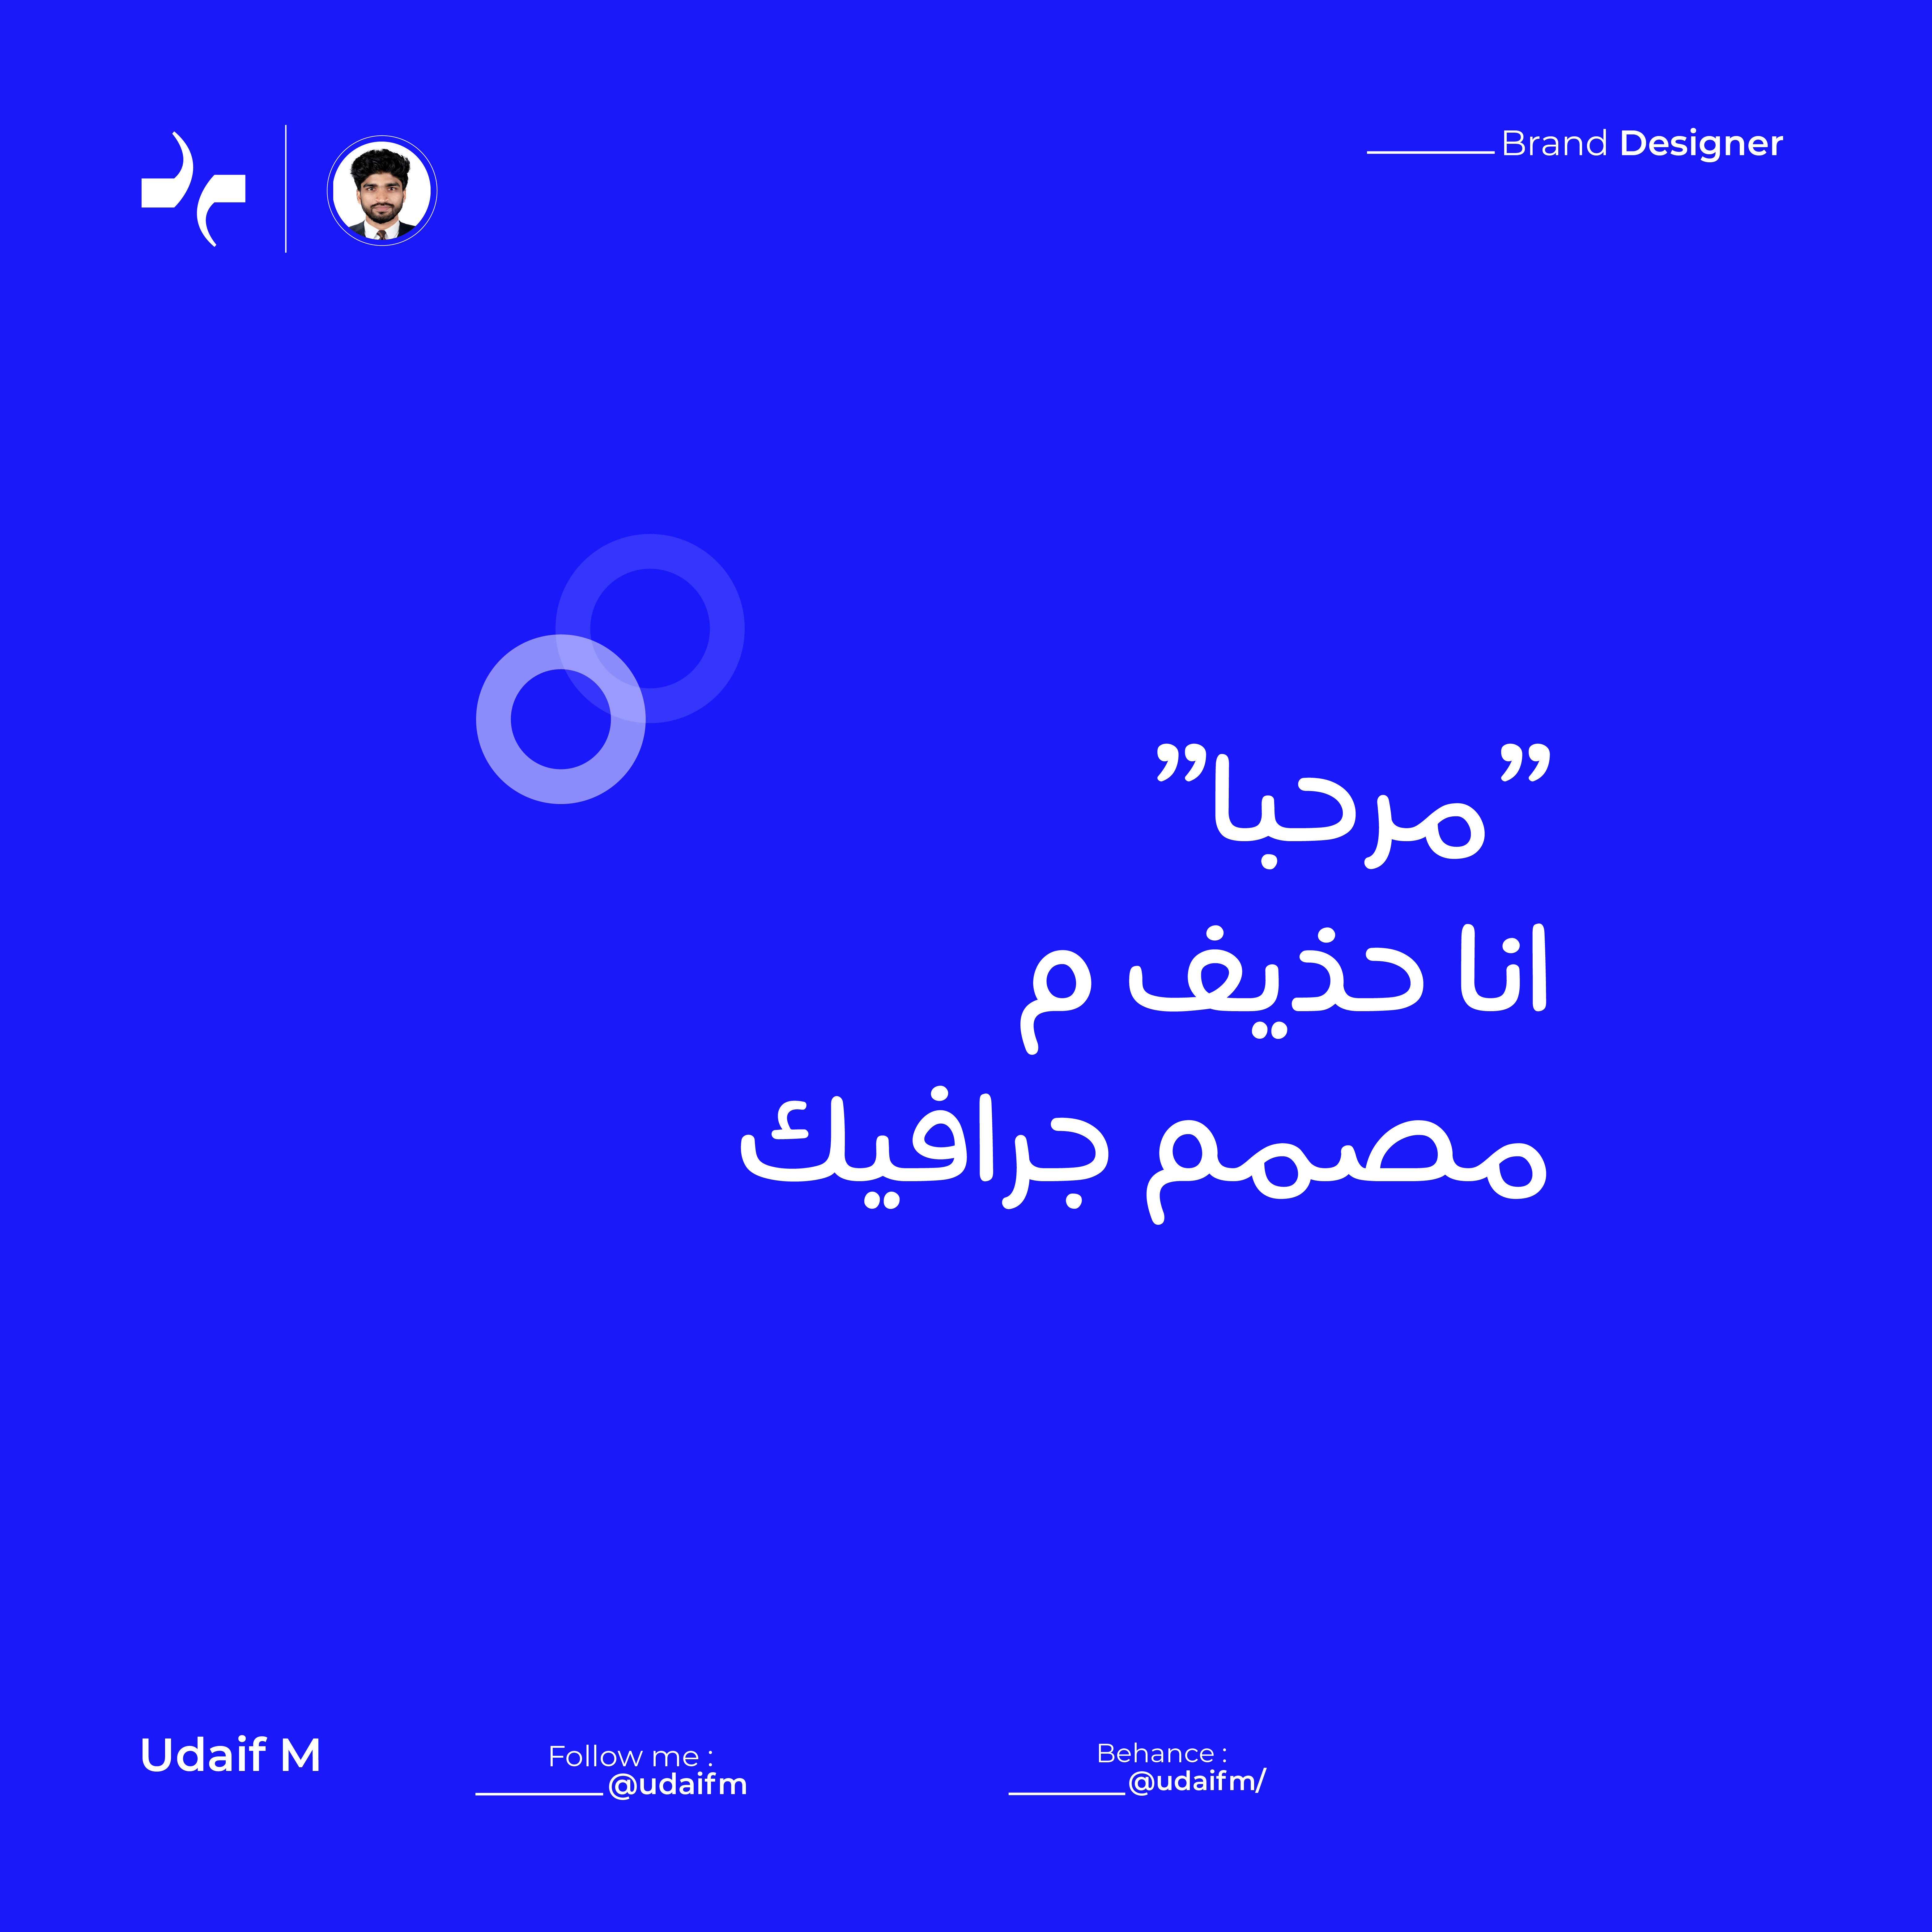 Brand Designer
”مرحبا”
انا حذيف م
مصمم جرافيك
Udaif M
Follow me :
@udaifm
Behance :
@udaifm/